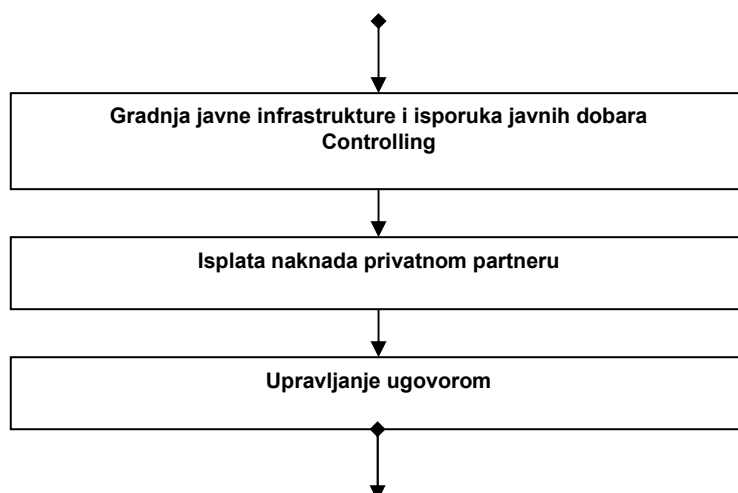 Gradnja javne infrastrukture i isporuka javnih dobara
Controlling
Isplata naknada privatnom partneru
Upravljanje ugovorom